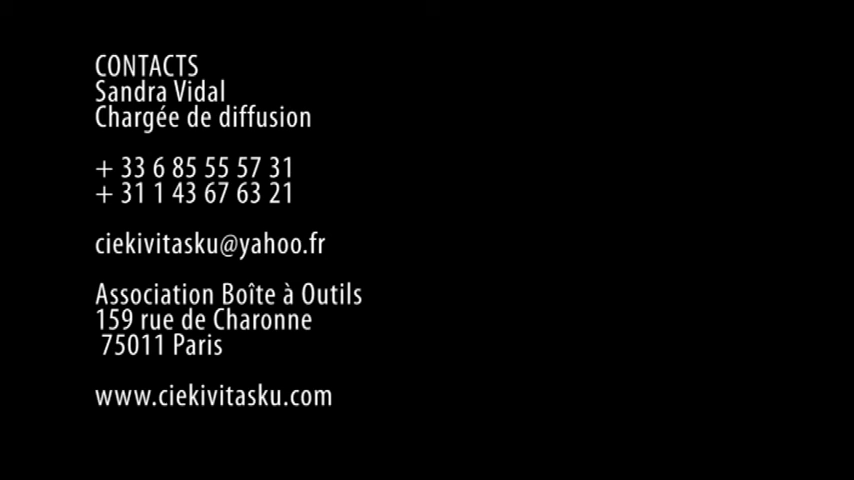 CONTACTS
Sandra Vidal
Chargée de diffusion
+ 33 6 85 55 57 31
+ 31 1 43 67 63 21
ciekivitasku@yahoo.fr
Association Boîte à Outils
159 rue de Charonne
75011 Paris
www.ciekivitasku.com